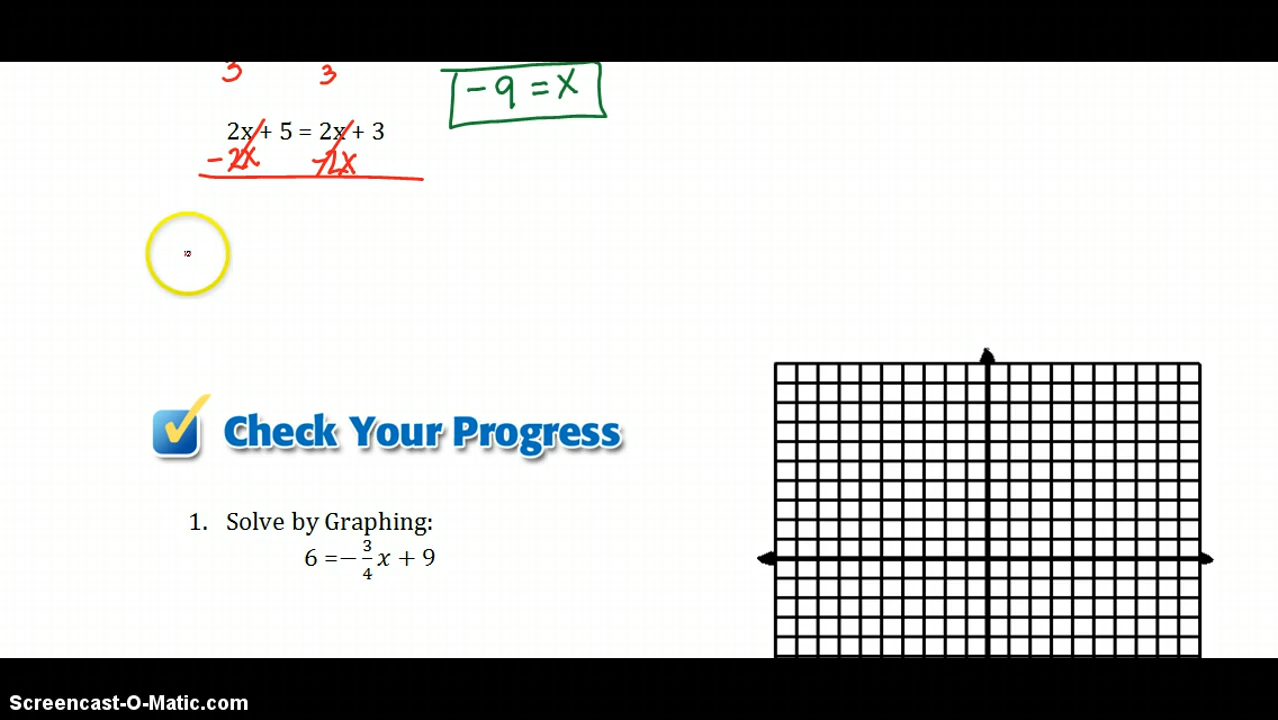 3 3
-9 = x
2x + 5 = 2x + 3
-2x -2x
Check Your Progress
1. Solve by Graphing:
6 =−3/4x + 9
Screencast-O-Matic.com